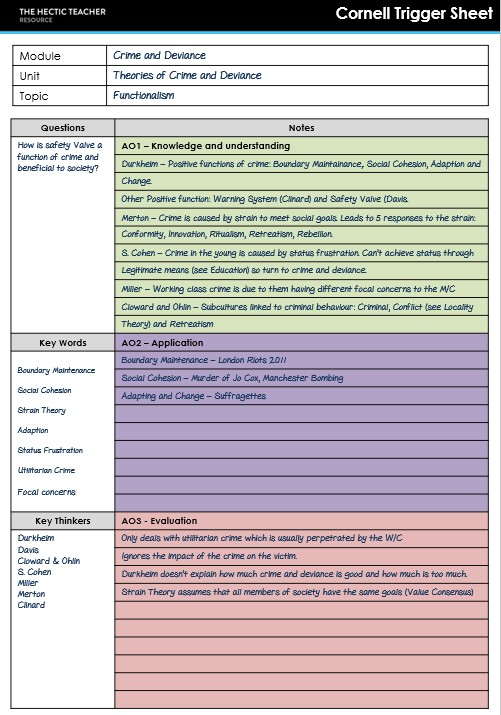 THE HECTIC TEACHER
RESOURCE
Cornell Trigger Sheet
Module
Crime and Deviance
Unit
Theories of Crime and Deviance
Topic
Functionalism
Questions
Notes
How is safety Valve a
function of crime and
beneficial to society?
AO1 – Knowledge and understanding
Durkheim – Positive functions of crime: Boundary Maintainance, Social Cohesion, Adaption and
Change.
Other Positive function: Warning System (Clinard) and Safety Valve (Davis.
Merton – Crime is caused by strain to meet social goals. Leads to 5 responses to the strain:
Conformity, Innovation, Ritualism, Retreatism, Rebellion.
S. Cohen – Crime in the young is caused by status frustration. Can't achieve status through
Legitimate means (see Education) so turn to crime and deviance.
Miller – Working class crime is due to them having different focal concerns to the M/C
Cloward and Ohlin – Subcultures linked to criminal behaviour: Criminal, Conflict (see Locality
Theory) and Retreatism
Key Words
Boundary Maintenance
Social Cohesion
Strain Theory
Adaption
Status Frustration
Utilitarian Crime
Focal concerns
AO2 – Application
Boundary Maintenance – London Riots 2011
Social Cohesion – Murder of Jo Cox, Manchester Bombing
Adapting and Change – Suffragettes
Key Thinkers
Durkheim
Davis
Cloward & Ohlin
S. Cohen
Miller
Merton
Clinard
AO3 - Evaluation
Only deals with utilitarian crime which is usually perpetrated by the W/C
Ignores the impact of the crime on the victim.
Durkheim doesn't explain how much crime and deviance is good and how much is too much.
Strain Theory assumes that all members of society have the same goals (Value Consensus)